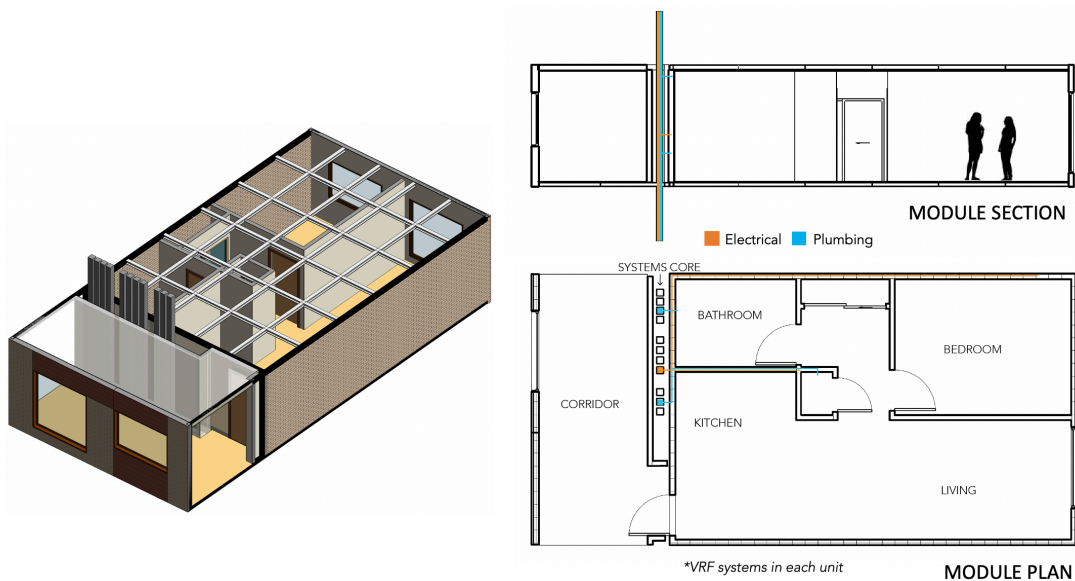 MODULE SECTION
Electrical
Plumbing
SYSTEMS CORE
BATHROOM
BEDROOM
CORRIDOR
KITCHEN
LIVING
*VRF systems in each unit
MODULE PLAN